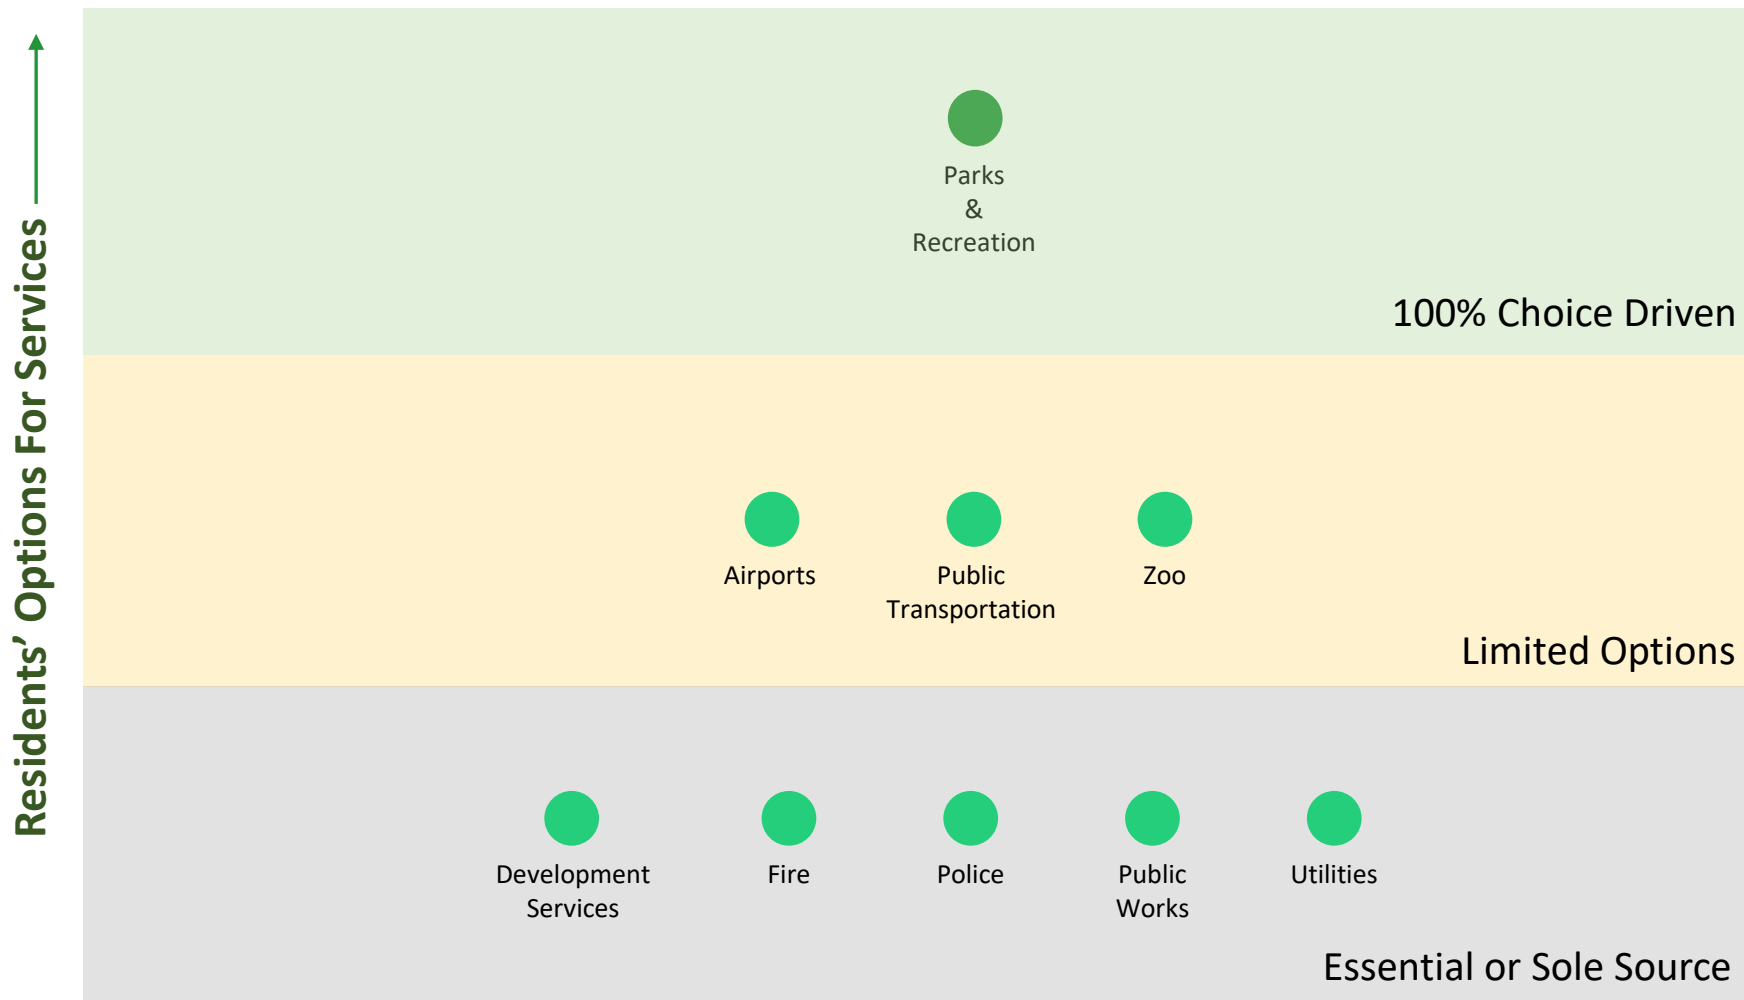 Residents’ Options For Services
Parks
&
Recreation
100% Choice Driven
Airports
Public
Transportation
Zoo
Limited Options
Development
Services
Fire
Police
Public
Works
Utilities
Essential or Sole Source